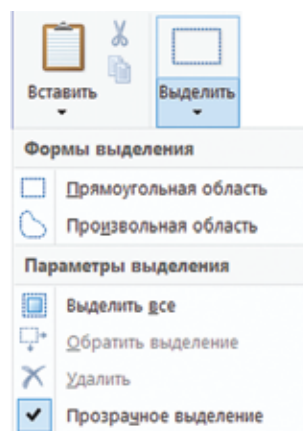 Вставить
Выделить
Формы выделения
Прямоугольная область
Произвольная область
Параметры выделения
Выделить все
Обратить выделение
Удалить
Прозрачное выделение